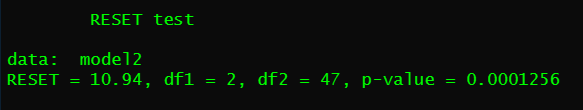 RESET test
data:  model2
RESET = 10.94, df1 = 2, df2 = 47, p-value = 0.0001256